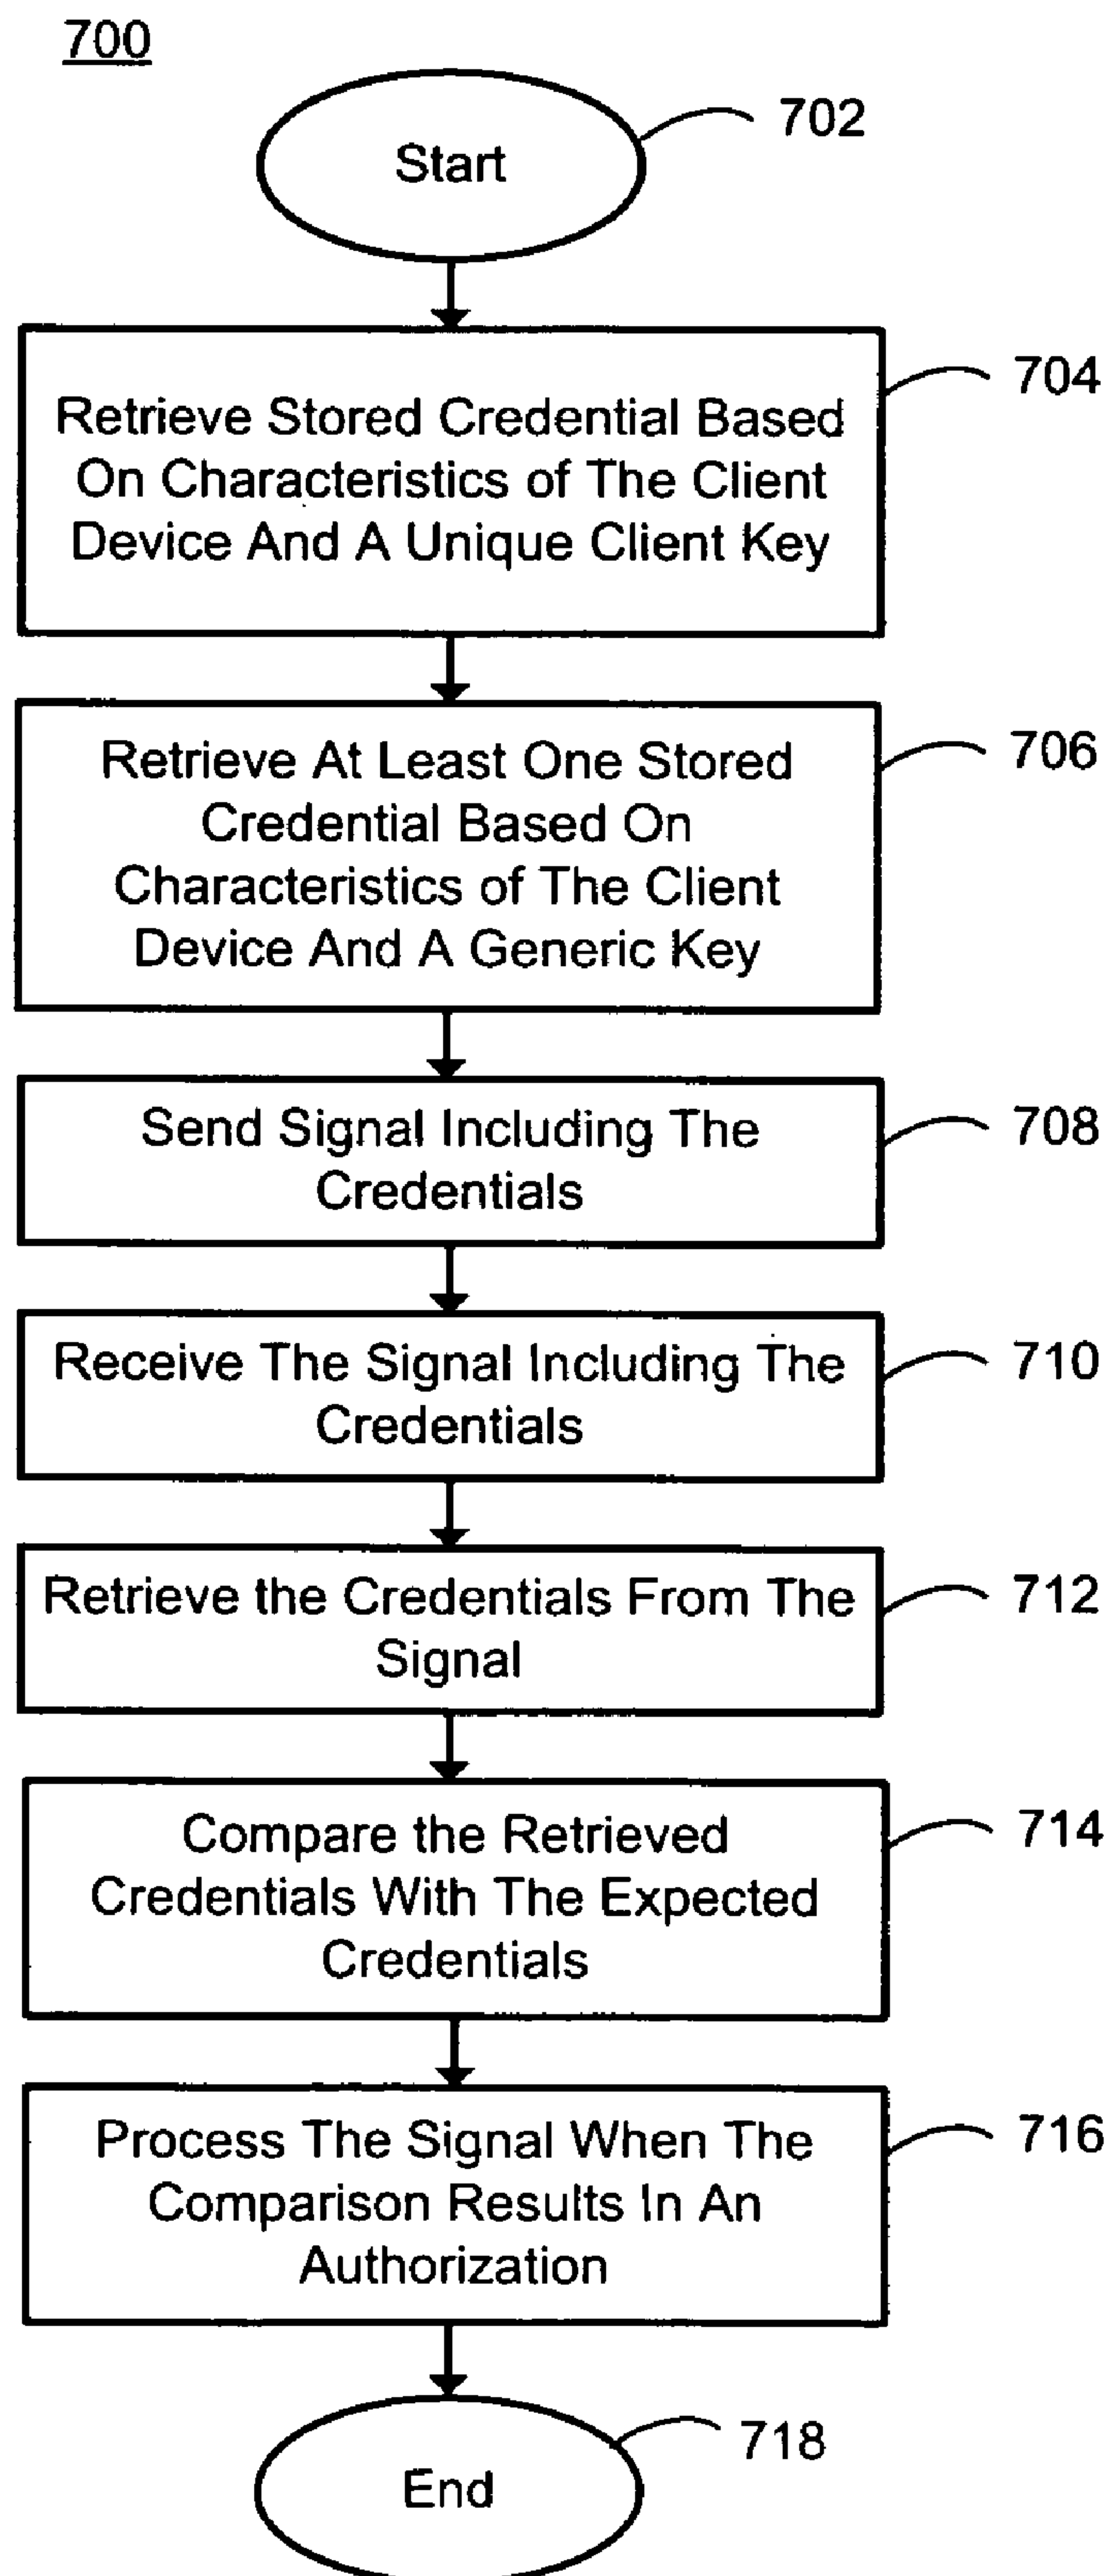 700
Start
702
Retrieve Stored Credential Based
On Characteristics of The Client
Device And A Unique Client Key
704
Retrieve At Least One Stored
Credential Based On
Characteristics of The Client
Device And A Generic Key
706
Send Signal Including The
Credentials
708
Receive The Signal Including The
Credentials
710
Retrieve the Credentials From The
Signal
712
Compare the Retrieved
Credentials With The Expected
Credentials
714
Process The Signal When The
Comparison Results In An
Authorization
716
End
718